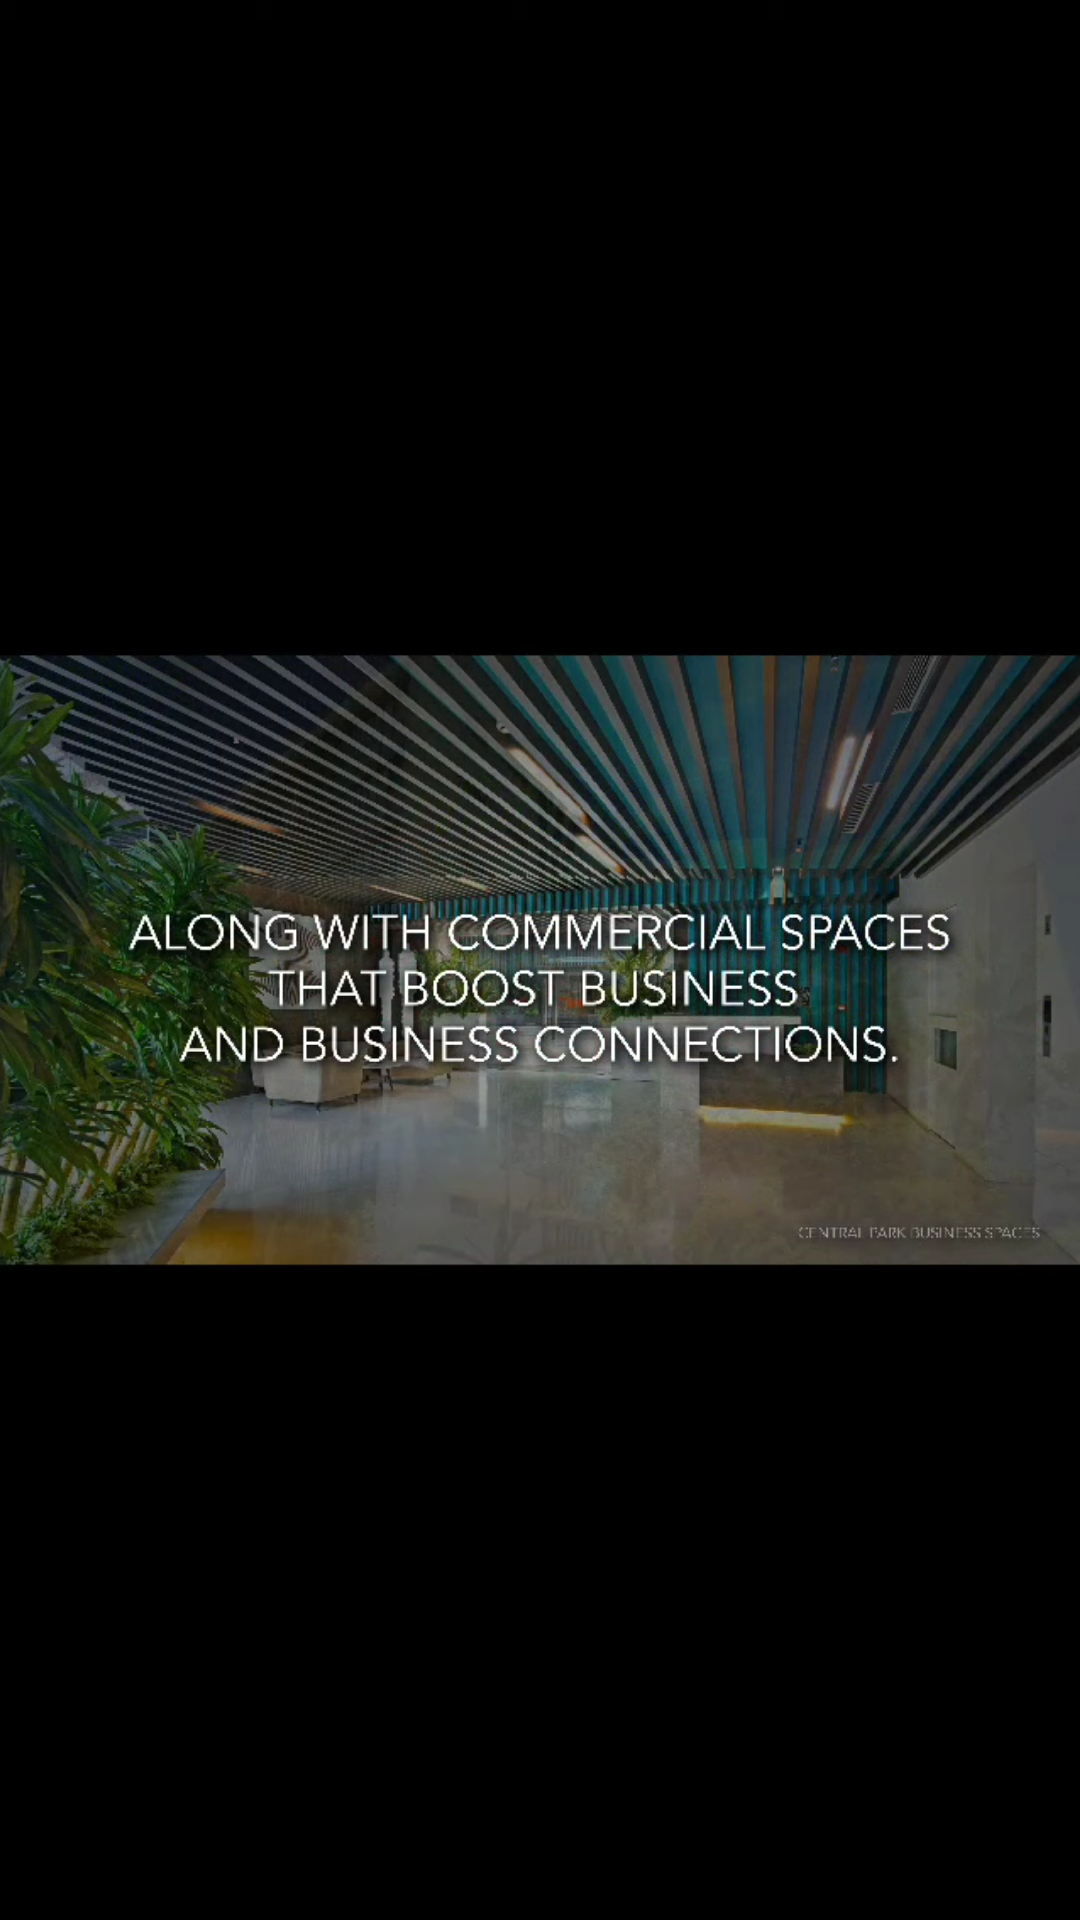 ALONG WITH COMMERCIAL SPACES
THAT BOOST BUSINESS
AND BUSINESS CONNECTIONS.
CENTRAL PARK BUSINESS SPACES